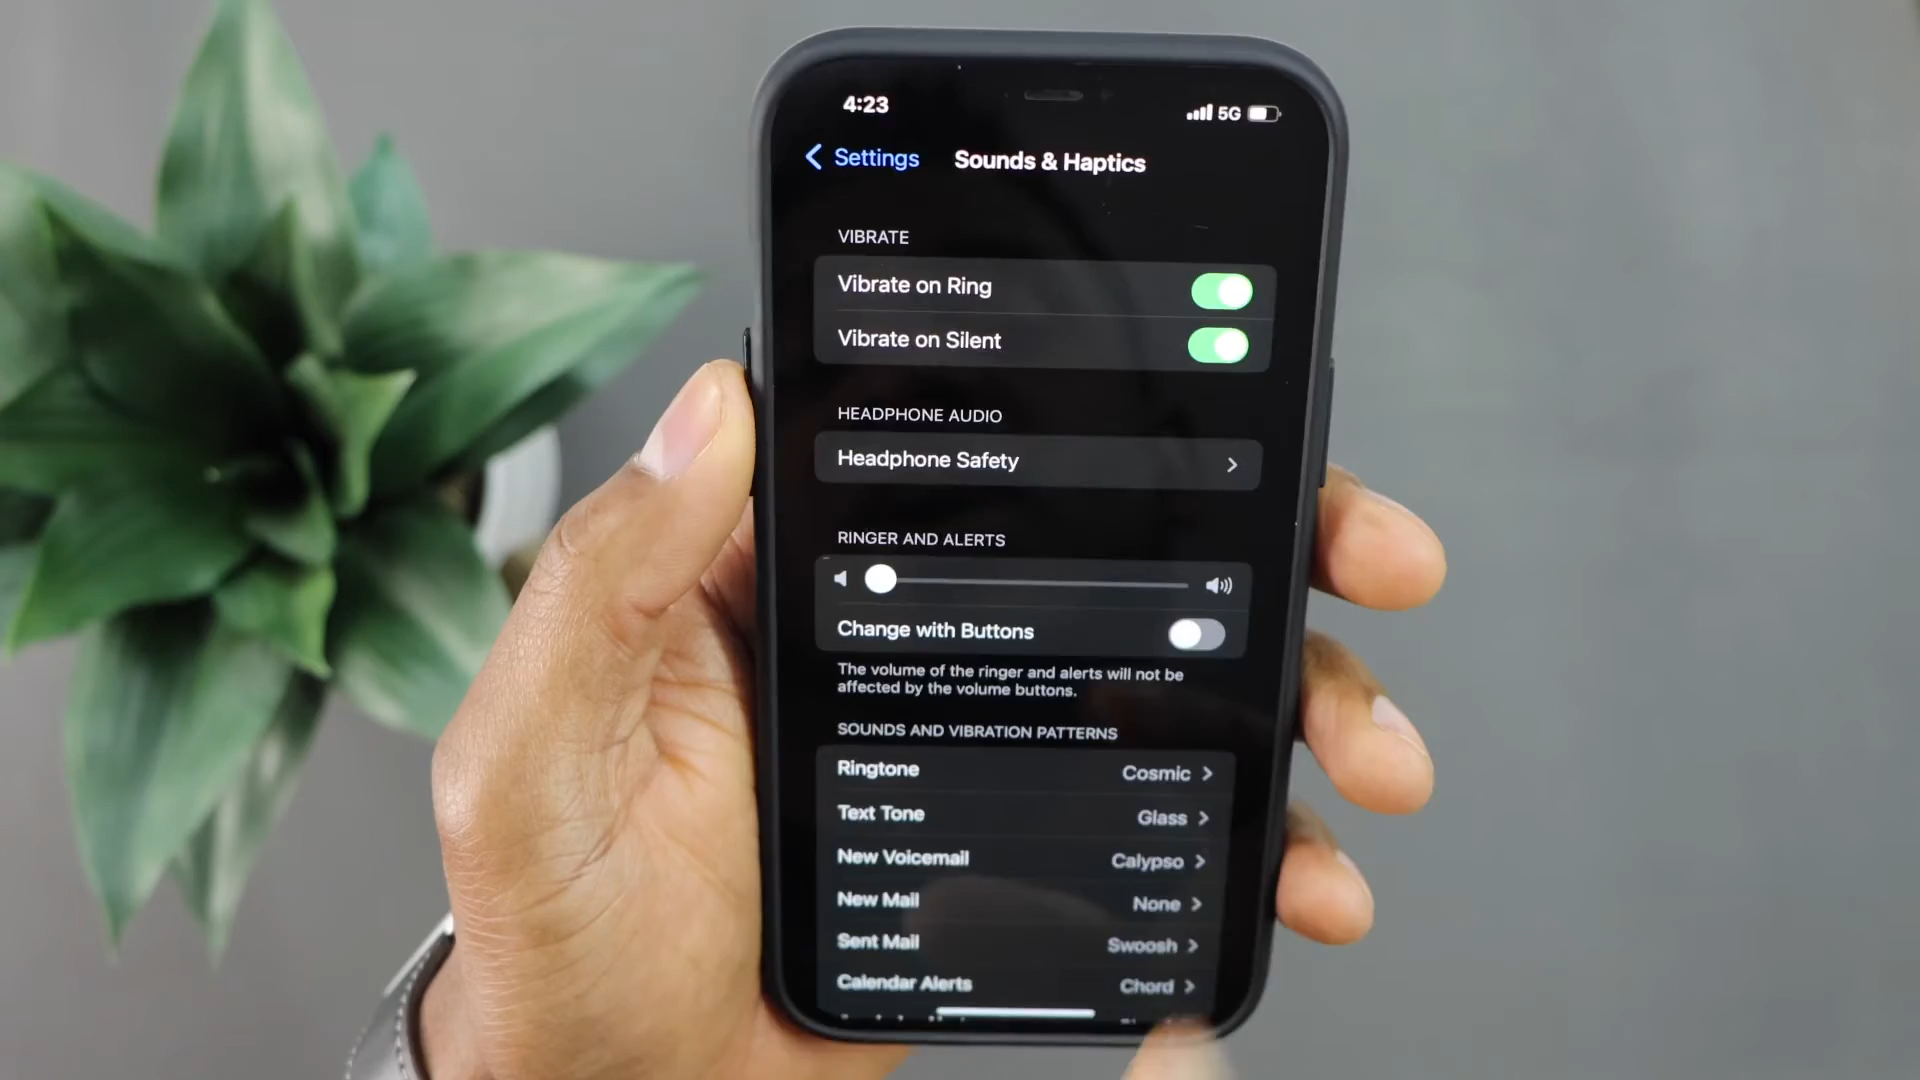 4:23
5G
Settings
Sounds & Haptics
VIBRATE
Vibrate on Ring
Vibrate on Silent
HEADPHONE AUDIO
Headphone Safety
RINGER AND ALERTS
Change with Buttons
The volume of the ringer and alerts will not be
affected by the volume buttons.
SOUNDS AND VIBRATION PATTERNS
Ringtone Cosmic
Text Tone Glass
New Voicemail Calypso
New Mail None
Sent Mail Swoosh
Calendar Alerts Chord